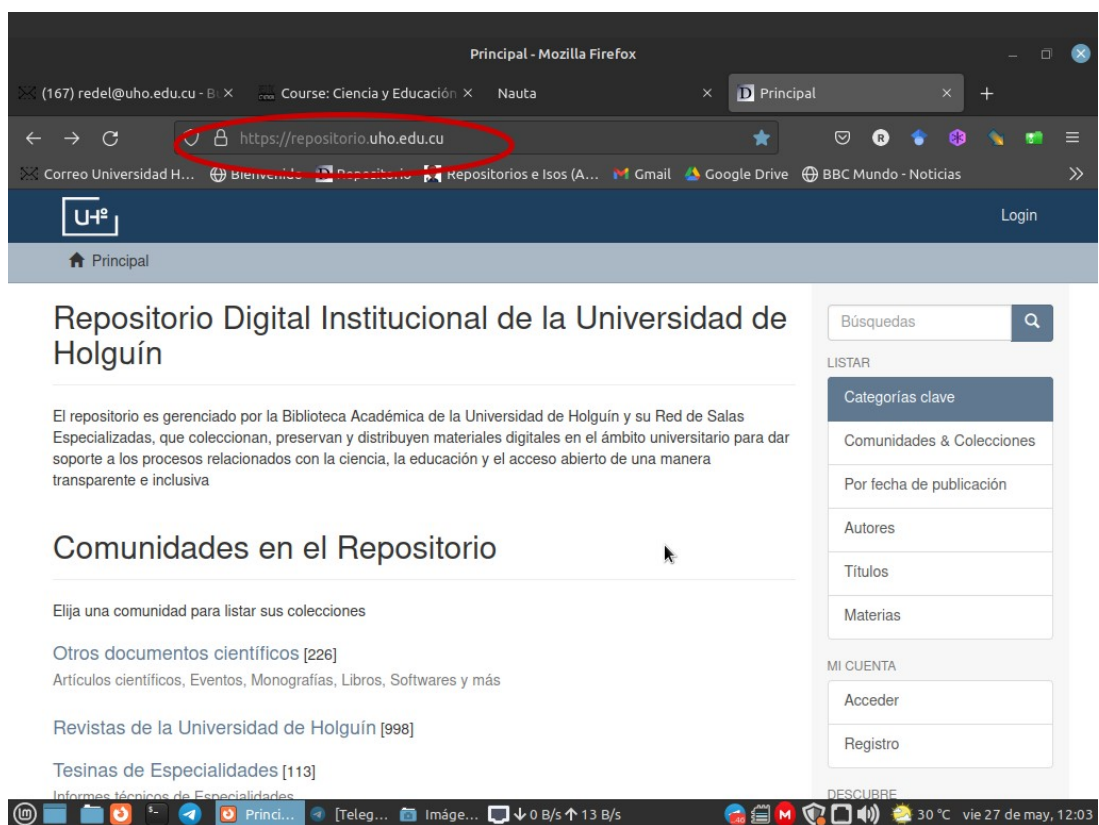 Principal - Mozilla Firefox
(167) redel@uho.edu.cu - Bu
Course: Ciencia y Educación
Nauta
Principal
https://repositorio.uho.edu.cu
Correo Universidad H...
Bienvenido
Repositorio
Repositorios e Isos (A...
Gmail
Google Drive
BBC Mundo - Noticias
UHº
Login
Principal
Repositorio Digital Institucional de la Universidad de
Holguín
El repositorio es gerenciado por la Biblioteca Académica de la Universidad de Holguín y su Red de Salas
Especializadas, que coleccionan, preservan y distribuyen materiales digitales en el ámbito universitario para dar
soporte a los procesos relacionados con la ciencia, la educación y el acceso abierto de una manera
transparente e inclusiva
Comunidades en el Repositorio
Elija una comunidad para listar sus colecciones
Otros documentos científicos [226]
Artículos científicos, Eventos, Monografías, Libros, Softwares y más
Revistas de la Universidad de Holguín [998]
Tesinas de Especialidades [113]
Informes técnicos de Especialidades
Búsquedas
LISTAR
Categorías clave
Comunidades & Colecciones
Por fecha de publicación
Autores
Títulos
Materias
MI CUENTA
Acceder
Registro
DESCUBRE
Princi...
[Teleg...
Imáge...
↓ 0 B/s ↑ 13 B/s
30 °C
vie 27 de may, 12:03